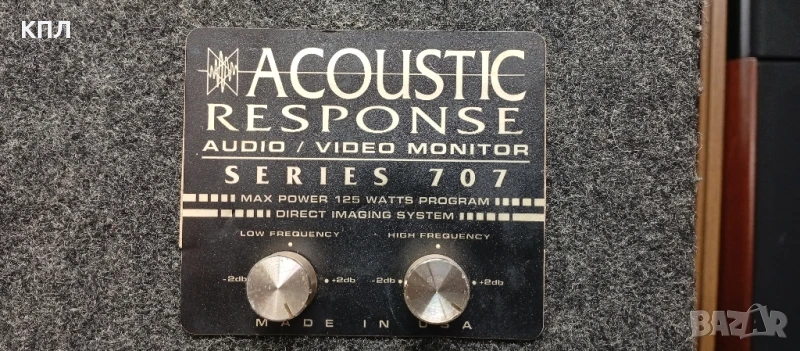 КПЛ
ACOUSTIC
RESPONSE
AUDIO / VIDEO MONITOR
SERIES 707
MAX POWER 125 WATTS PROGRAM
DIRECT IMAGING SYSTEM
LOW FREQUENCY HIGH FREQUENCY
-2db +2db -2db +2db
MADE IN USA
BAZAR